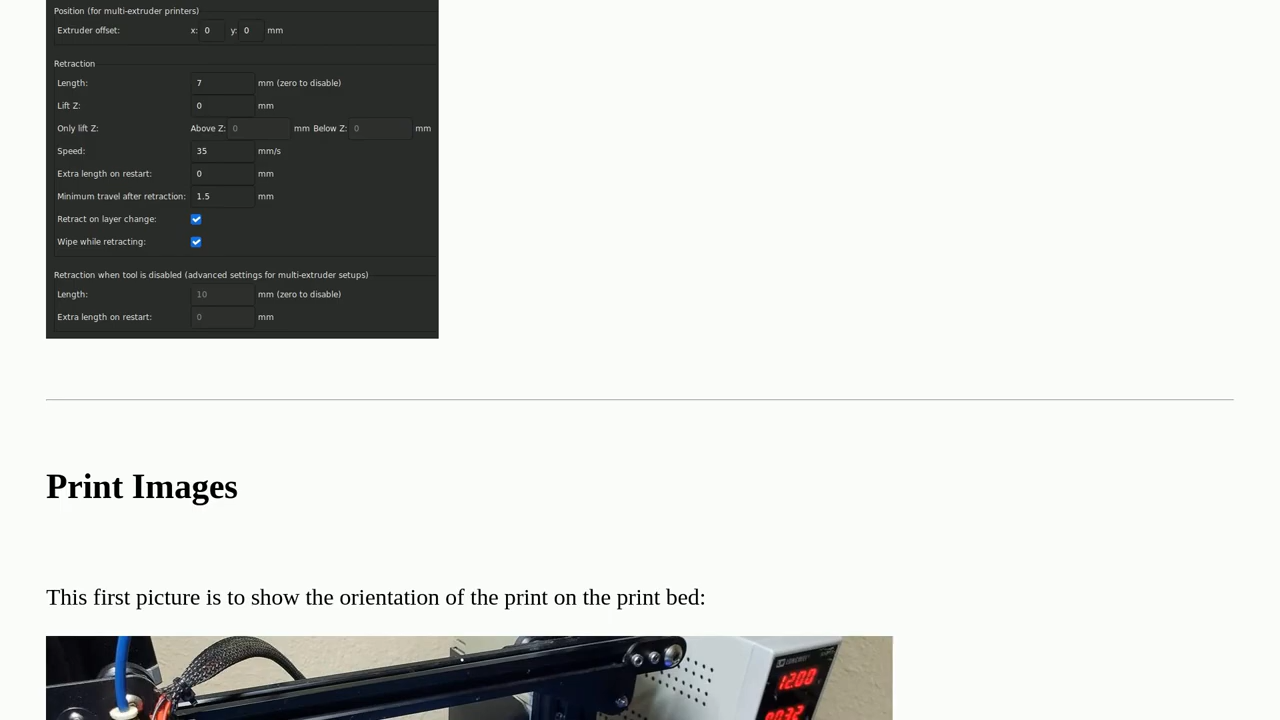 Position (for multi-extruder printers)
Extruder offset: x: 0 y: 0 mm
Retraction
Length: 7 mm (zero to disable)
Lift Z: 0 mm
Only lift Z: Above Z: 0 mm Below Z: 0 mm
Speed: 35 mm/s
Extra length on restart: 0 mm
Minimum travel after retraction: 1.5 mm
Retract on layer change:
Wipe while retracting:
Retraction when tool is disabled (advanced settings for multi-extruder setups)
Length: 10 mm (zero to disable)
Extra length on restart: 0 mm
Print Images
This first picture is to show the orientation of the print on the print bed:
LONGWEI
12.00